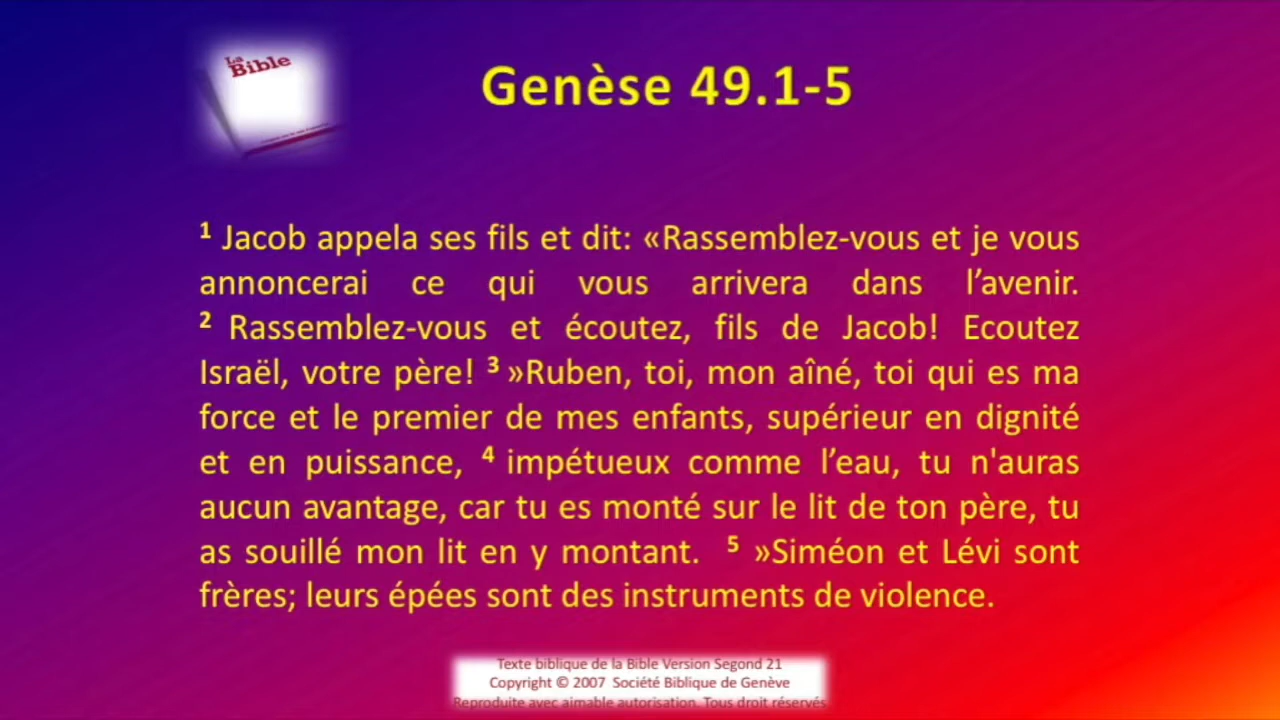 La
Bible
Genèse 49.1-5
1 Jacob appela ses fils et dit: «Rassemblez-vous et je vous
annoncerai ce qui vous arrivera dans l’avenir.
2 Rassemblez-vous et écoutez, fils de Jacob! Ecoutez
Israël, votre père! 3 »Ruben, toi, mon aîné, toi qui es ma
force et le premier de mes enfants, supérieur en dignité
et en puissance, 4 impétueux comme l’eau, tu n'auras
aucun avantage, car tu es monté sur le lit de ton père, tu
as souillé mon lit en y montant. 5 »Siméon et Lévi sont
frères; leurs épées sont des instruments de violence.
Texte biblique de la Bible Version Segond 21
Copyright © 2007 Société Biblique de Genève
Reproduite avec aimable autorisation. Tous droit réservés